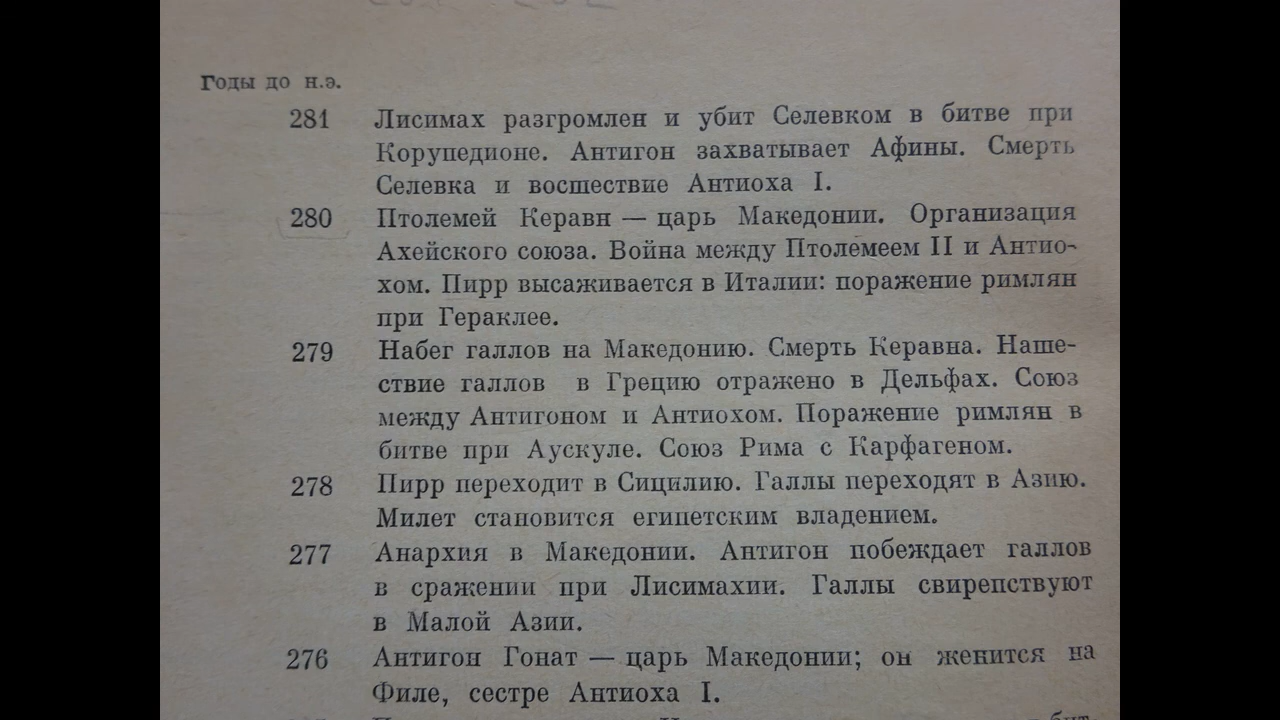 Годы до н.э.
281 Лисимах разгромлен и убит Селевком в битве при
Корупедионе. Антигон захватывает Афины. Смерть
Селевка и восшествие Антиоха I.
280 Птолемей Керавн — царь Македонии. Организация
Ахейского союза. Война между Птолемеем II и Антио-
хом. Пирр высаживается в Италии: поражение римлян
при Гераклее.
279 Набег галлов на Македонию. Смерть Керавна. Наше-
ствие галлов в Грецию отражено в Дельфах. Союз
между Антигоном и Антиохом. Поражение римлян в
битве при Аускуле. Союз Рима с Карфагеном.
278 Пирр переходит в Сицилию. Галлы переходят в Азию.
Милет становится египетским владением.
277 Анархия в Македонии. Антигон побеждает галлов
в сражении при Лисимахии. Галлы свирепствуют
в Малой Азии.
276 Антигон Гонат — царь Македонии; он женится на
Филе, сестре Антиоха I.